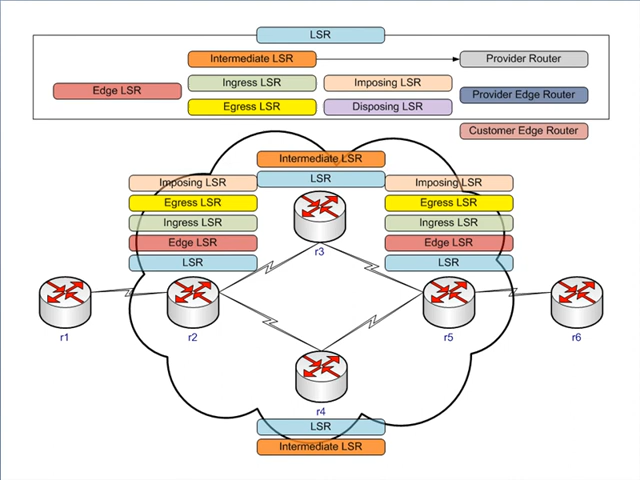 LSR
Intermediate LSR
Provider Router
Ingress LSR
Imposing LSR
Edge LSR
Provider Edge Router
Egress LSR
Disposing LSR
Customer Edge Router
Intermediate LSR
LSR
Imposing LSR
Egress LSR
Ingress LSR
Edge LSR
LSR
Imposing LSR
Egress LSR
Ingress LSR
Edge LSR
LSR
r3
r1
r2
r5
r6
r4
LSR
Intermediate LSR